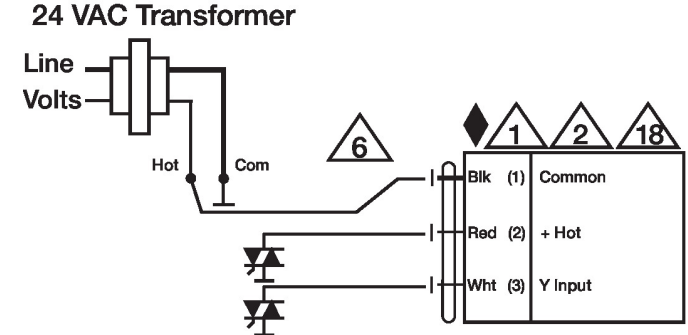 24 VAC Transformer
Line
Volts
Hot
Com
6
1
2
18
Blk (1) Common
Red (2) + Hot
Wht (3) Y Input